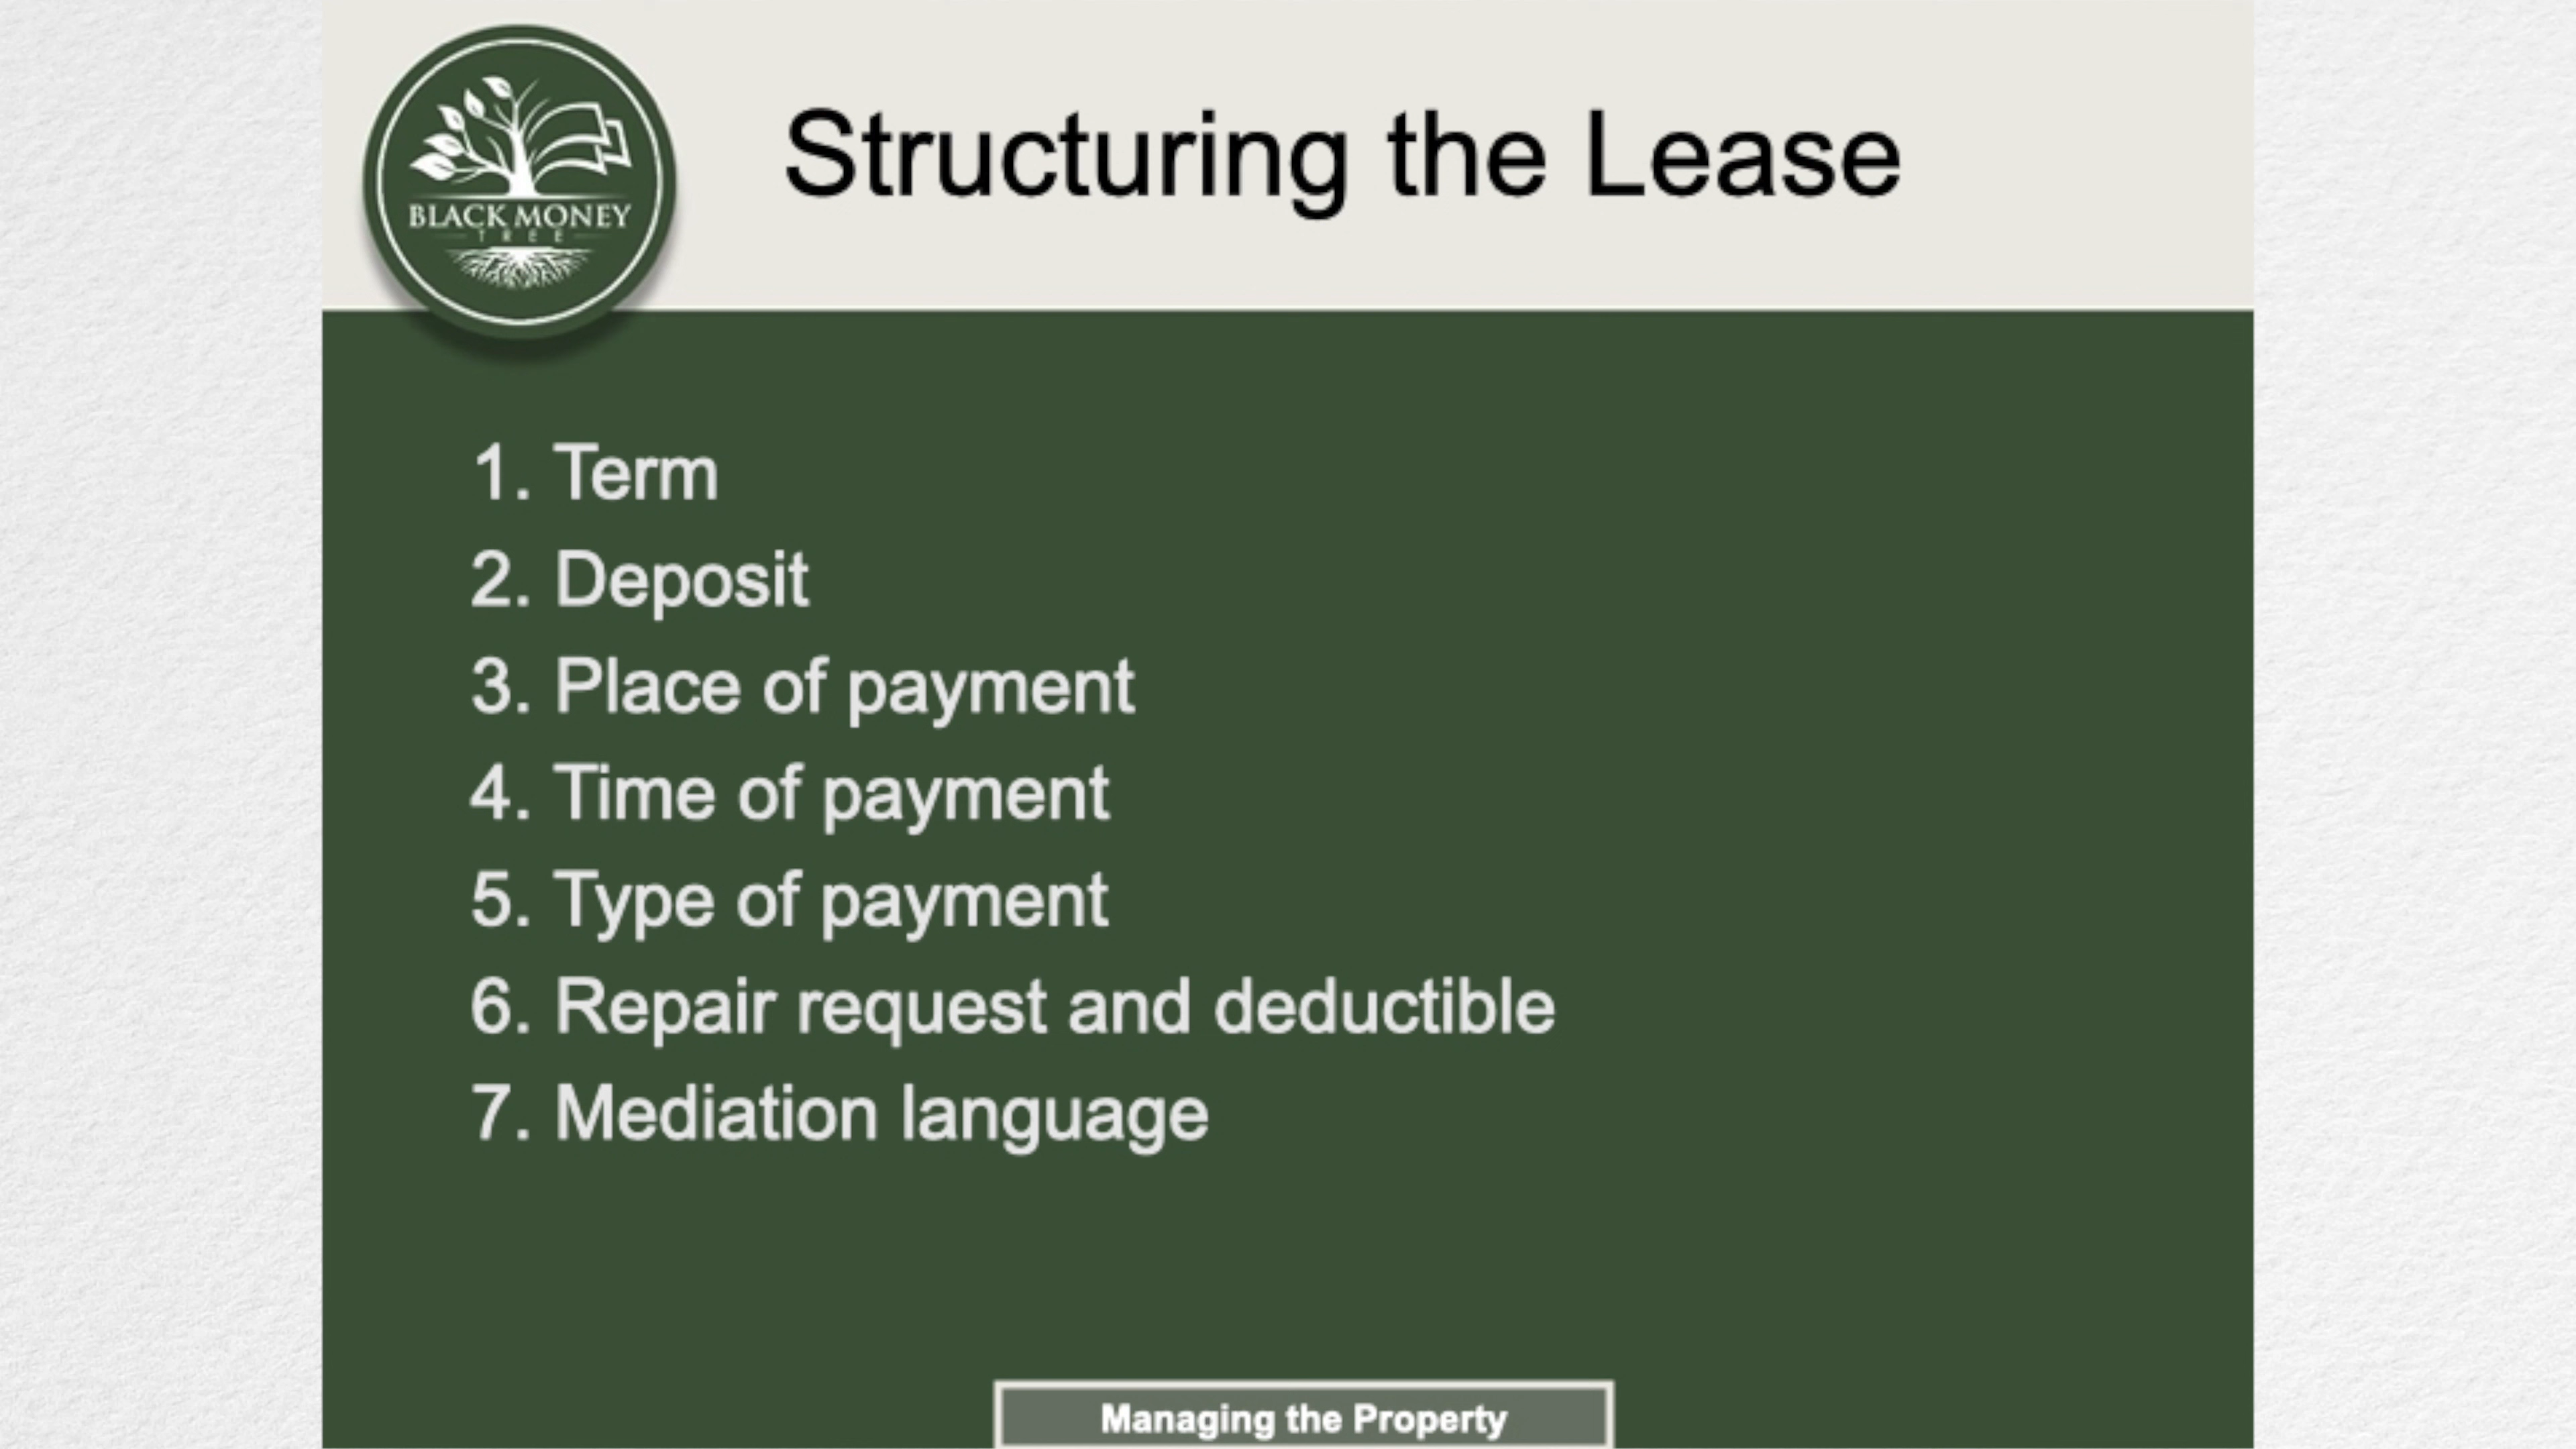 BLACK MONEY
TREE
Structuring the Lease
1. Term
2. Deposit
3. Place of payment
4. Time of payment
5. Type of payment
6. Repair request and deductible
7. Mediation language
Managing the Property